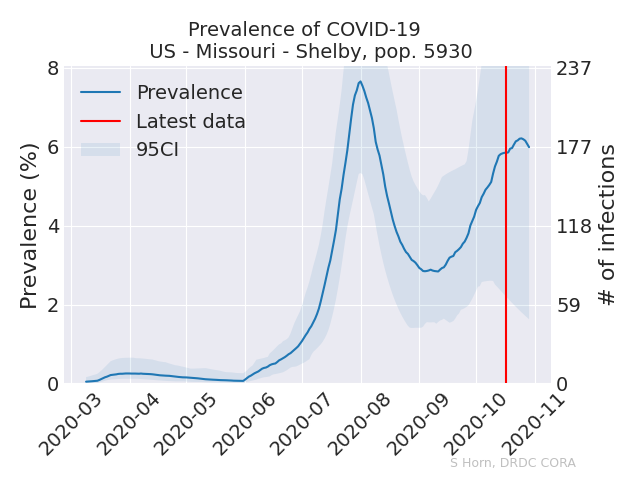 Prevalence of COVID-19
US - Missouri - Shelby, pop. 5930
Prevalence
Latest data
95CI
Prevalence (%)
8
6
4
2
0
237
177
118
59
0
# of infections
2020-03
2020-04
2020-05
2020-06
2020-07
2020-08
2020-09
2020-10
2020-11
S Horn, DRDC CORA